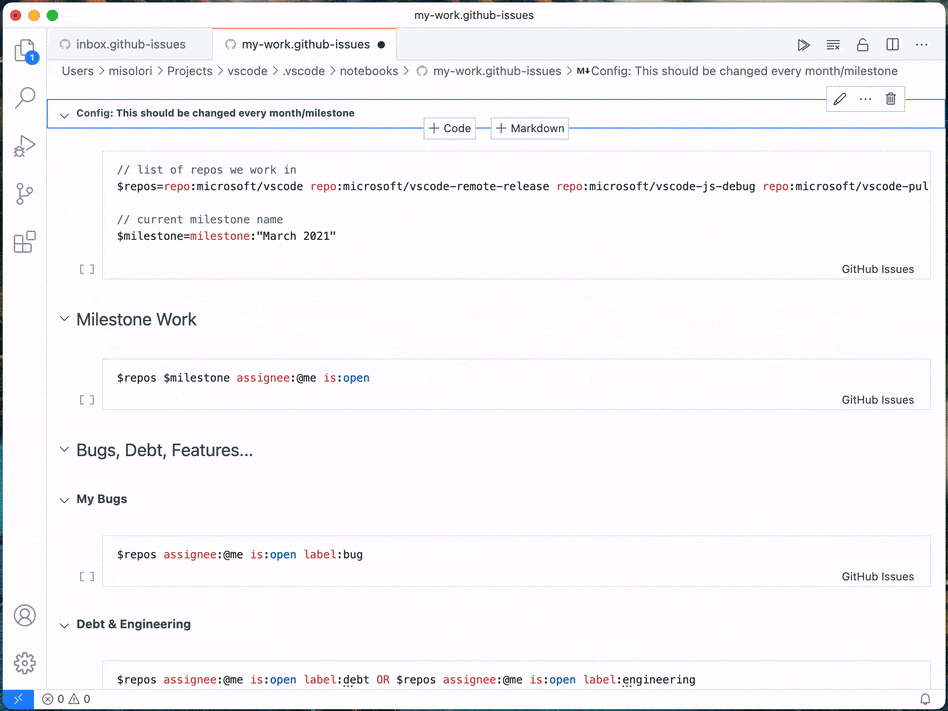 my-work.github-issues
inbox.github-issues
my-work.github-issues
1
Users > misolori > Projects > vscode > .vscode > notebooks > my-work.github-issues > M↓Config: This should be changed every month/milestone
Config: This should be changed every month/milestone
+ Code
+ Markdown
// list of repos we work in
$repos=repo:microsoft/vscode repo:microsoft/vscode-remote-release repo:microsoft/vscode-js-debug repo:microsoft/vscode-pul
// current milestone name
$milestone=milestone:"March 2021"
[ ]
GitHub Issues
Milestone Work
$repos $milestone assignee:@me is:open
[ ]
GitHub Issues
Bugs, Debt, Features...
My Bugs
$repos assignee:@me is:open label:bug
[ ]
GitHub Issues
Debt & Engineering
$repos assignee:@me is:open label:debt OR $repos assignee:@me is:open label:engineering
0 0